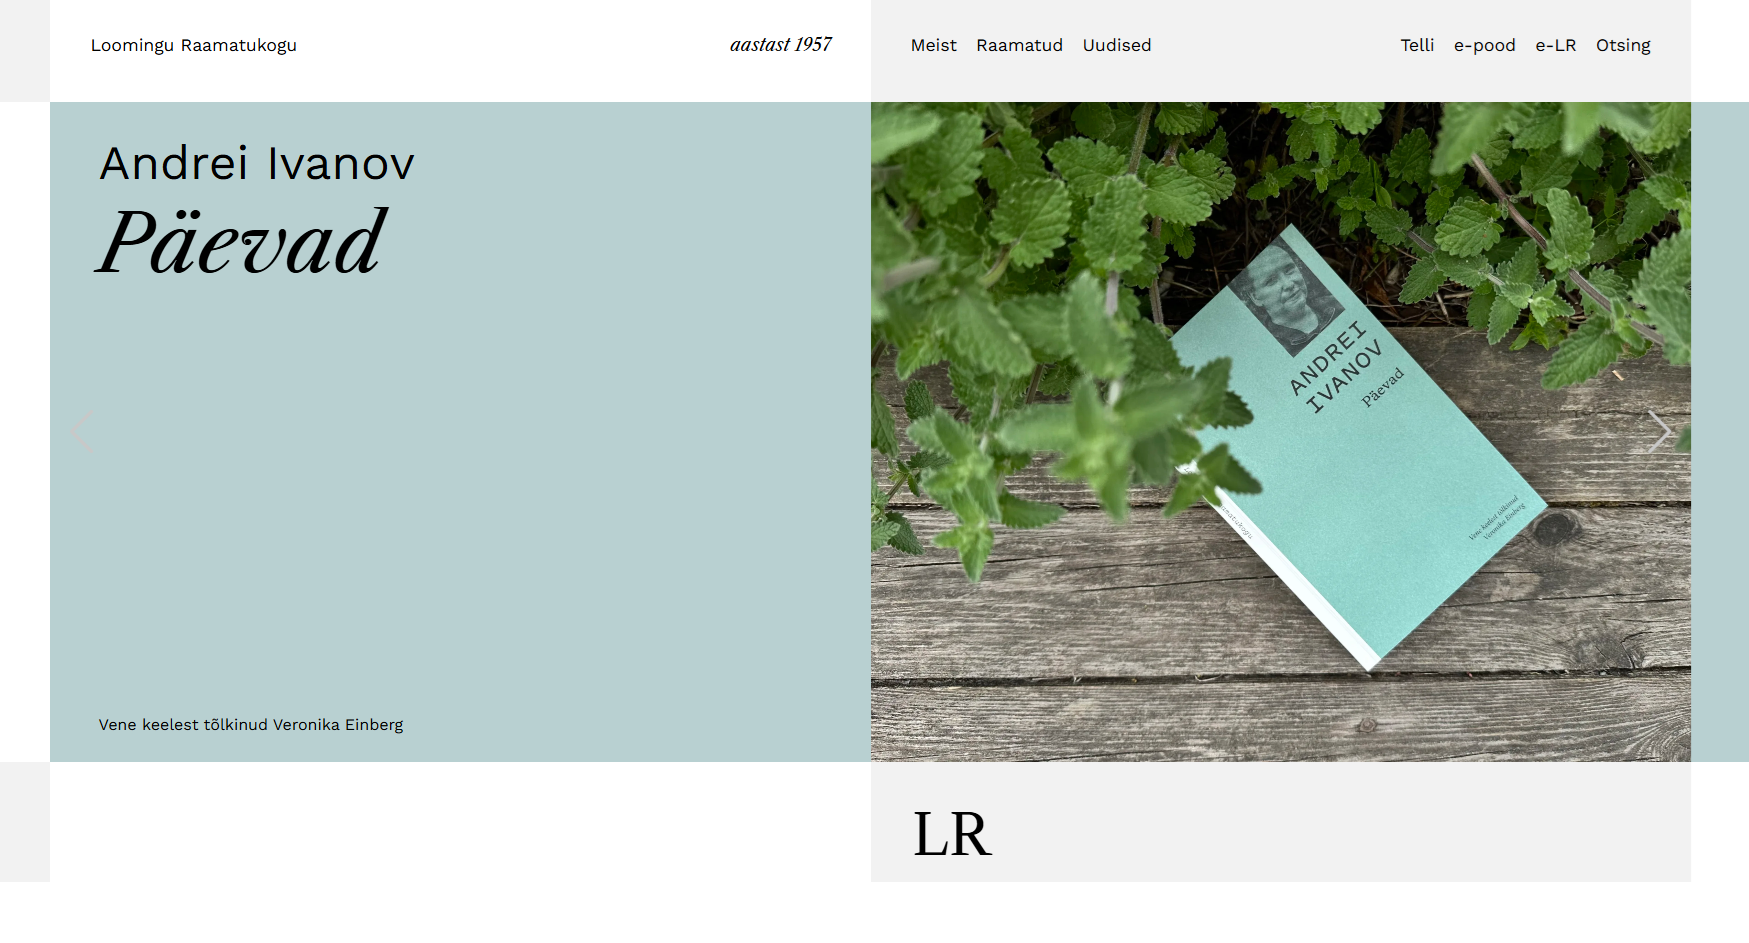 Loomingu Raamatukogu
aastast 1957
Meist Raamatud Uudised
Telli e-pood e-LR Otsing
Andrei Ivanov
Päevad
ANDREI
IVANOV
Päevad
Vene keelest tõlkinud
Veronika Einberg
Vene keelest tõlkinud Veronika Einberg
LR